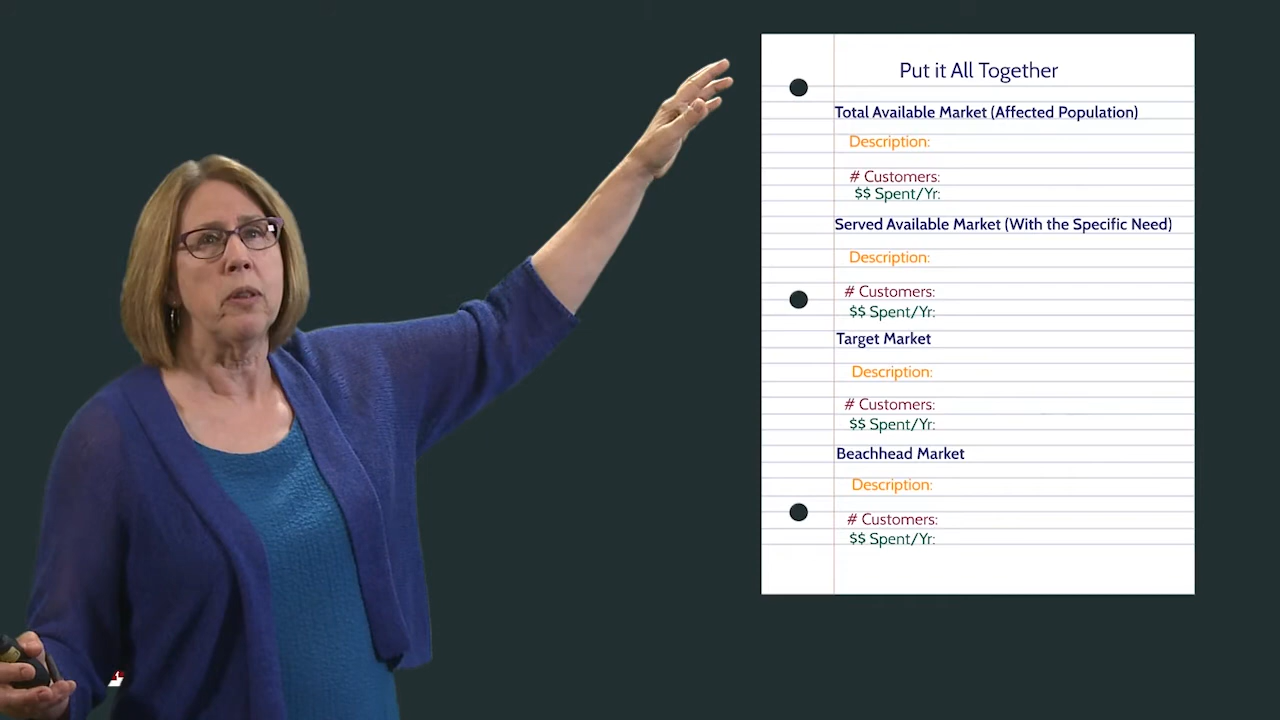 Put it All Together
Total Available Market (Affected Population)
Description:
# Customers:
$$ Spent/Yr:
Served Available Market (With the Specific Need)
Description:
# Customers:
$$ Spent/Yr:
Target Market
Description:
# Customers:
$$ Spent/Yr:
Beachhead Market
Description:
# Customers:
$$ Spent/Yr: